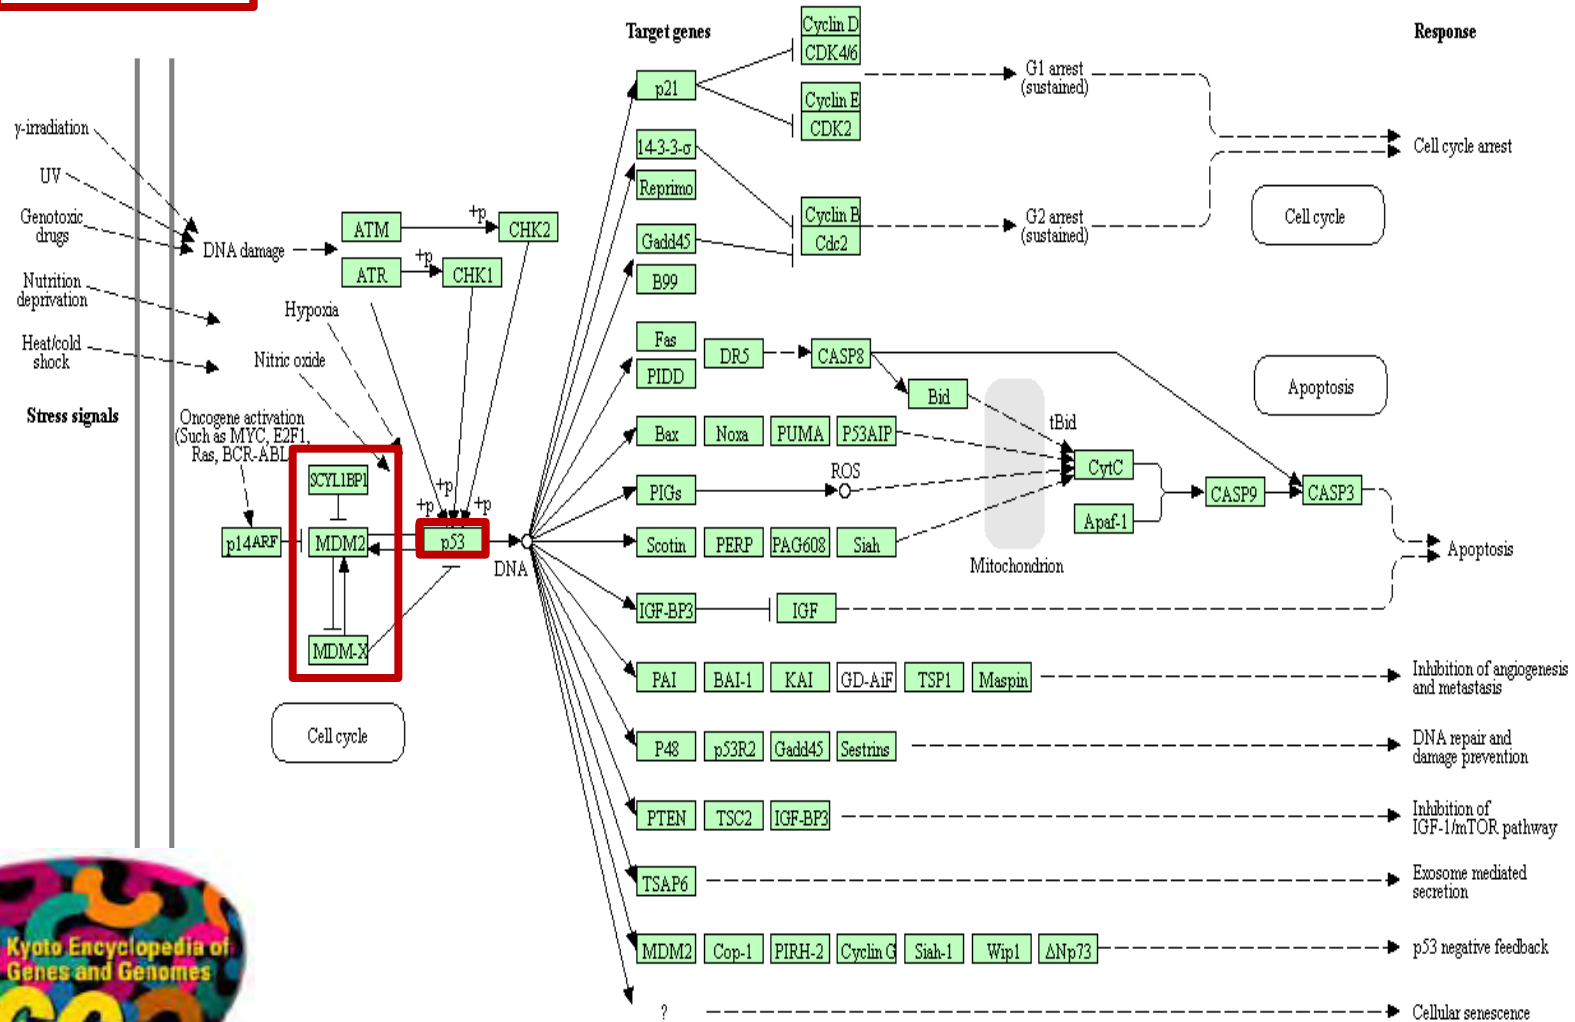 Target genes
Response
Cyclin D
CDK4/6
p21
G1 arrest
(sustained)
Cyclin E
CDK2
γ-irradiation
14-3-3-σ
Cell cycle arrest
UV
Reprimo
Genotoxic
drugs
ATM
+p
CHK2
Cyclin B
Cdc2
G2 arrest
(sustained)
Cell cycle
DNA damage
Gadd45
ATR
+p
CHK1
B99
Nutrition
deprivation
Hypoxia
Heat/cold
shock
Nitric oxide
Fas
PIDD
DR5
CASP8
Bid
Apoptosis
Stress signals
Oncogene activation
(Such as MYC, E2F1,
Ras, BCR-ABL
Bax
Noxa
PUMA
P53AIP
tBid
CytC
SCYL1BP1
+p
+p
+p
PIGs
ROS
CASP9
CASP3
Apaf-1
p14ARF
MDM2
p53
DNA
Scotin
PERP
PAG608
Siah
Mitochondrion
Apoptosis
IGF-BP3
IGF
MDM-X
PAI
BAI-1
KAI
GD-AiF
TSP1
Maspin
Inhibition of angiogenesis
and metastasis
Cell cycle
P48
p53R2
Gadd45
Sestrins
DNA repair and
damage prevention
PTEN
TSC2
IGF-BP3
Inhibition of
IGF-1/mTOR pathway
TSAP6
Exosome mediated
secretion
Kyoto Encyclopedia of
Genes and Genomes
MDM2
Cop-1
PIRH-2
Cyclin G
Siah-1
Wip1
ΔNp73
p53 negative feedback
?
Cellular senescence